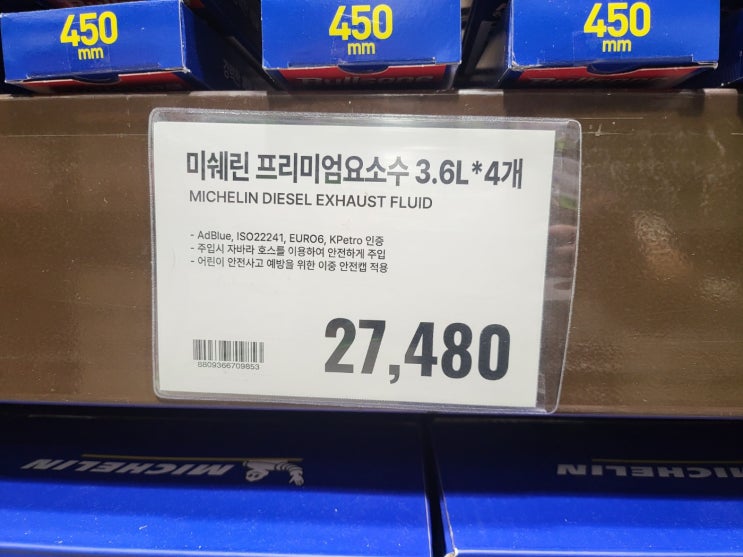 450
mm
450
mm
450
mm
미쉐린 프리미엄요소수 3.6L*4개
MICHELIN DIESEL EXHAUST FLUID
- AdBlue, ISO22241, EURO6, KPetro 인증
- 주입시 자바라 호스를 이용하여 안전하게 주입
- 어린이 안전사고 예방을 위한 이중 안전캡 적용
27,480
8809366709853
MICHELIN
MICHELIN